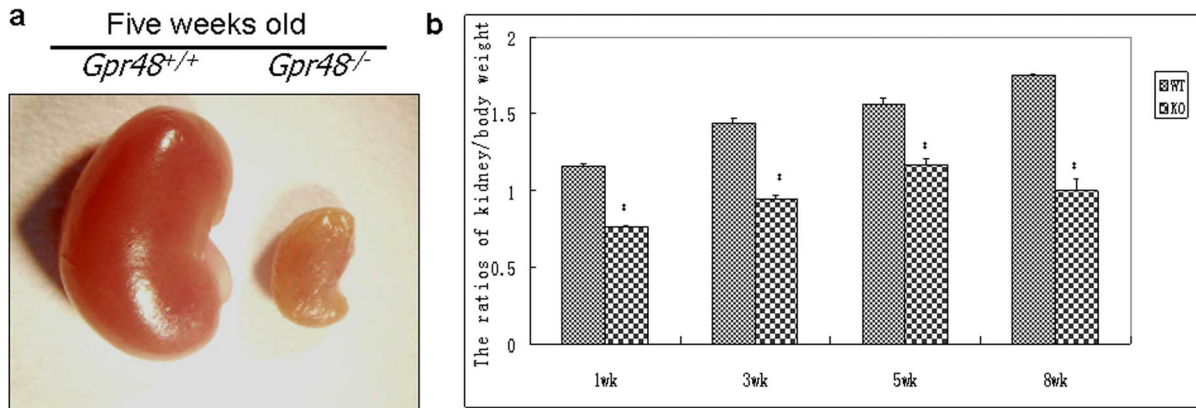 a
Five weeks old
Gpr48+/+ Gpr48-/-
b
The ratios of kidney/body weight
2
1.5
1
0.5
0
‡
‡
‡
‡
1wk 3wk 5wk 8wk
WT
KO